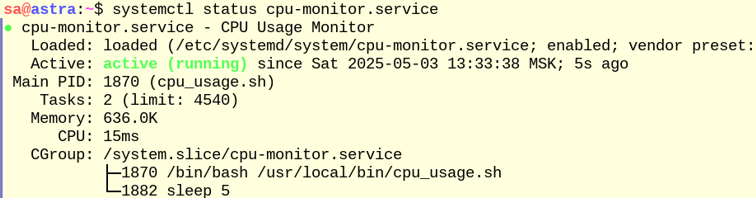 sa@astra:~$ systemctl status cpu-monitor.service
● cpu-monitor.service - CPU Usage Monitor
Loaded: loaded (/etc/systemd/system/cpu-monitor.service; enabled; vendor preset:
Active: active (running) since Sat 2025-05-03 13:33:38 MSK; 5s ago
Main PID: 1870 (cpu_usage.sh)
Tasks: 2 (limit: 4540)
Memory: 636.0K
CPU: 15ms
CGroup: /system.slice/cpu-monitor.service
├─1870 /bin/bash /usr/local/bin/cpu_usage.sh
└─1882 sleep 5